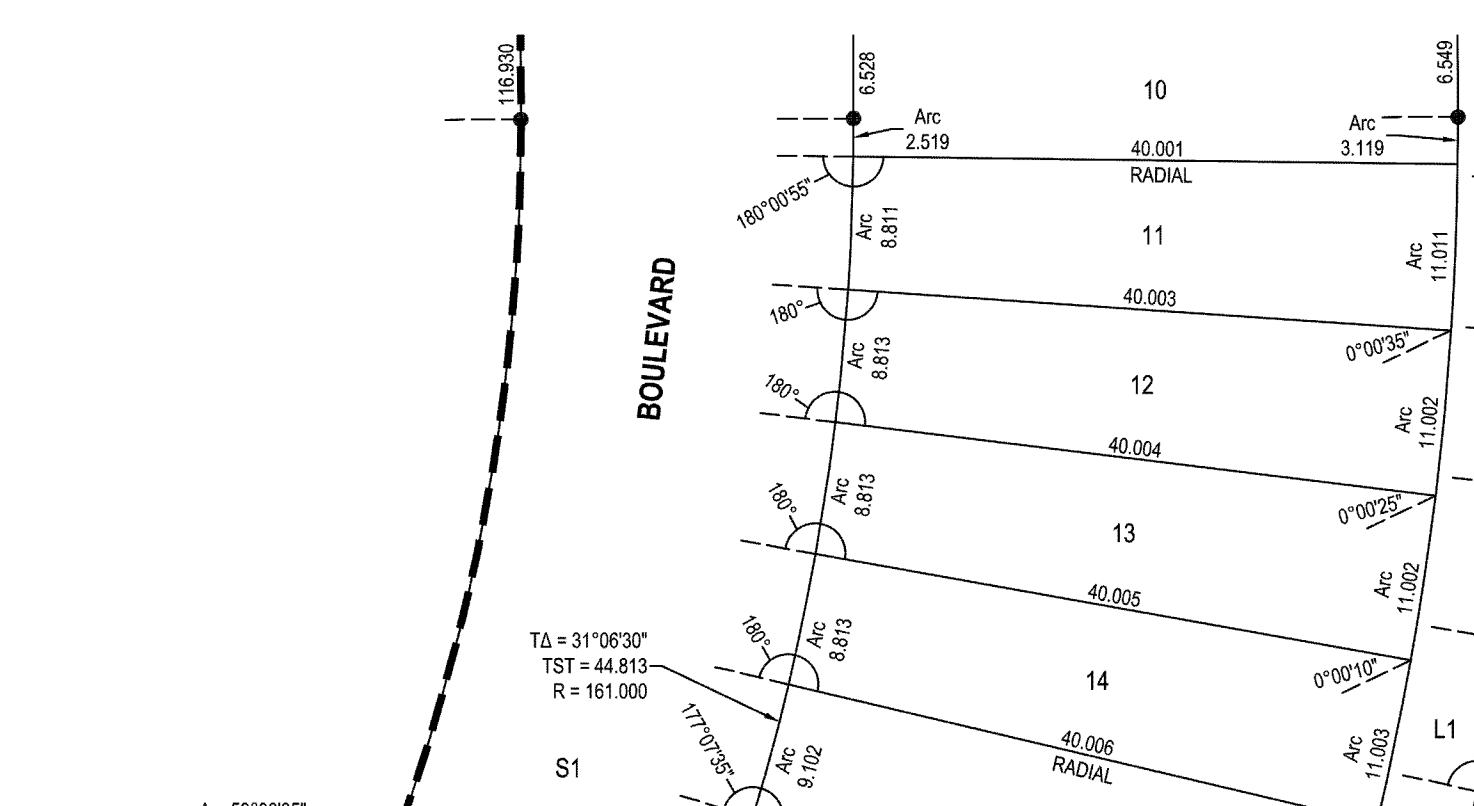 116.930
6.528
10
6.549
Arc
2.519
Arc
3.119
40.001
RADIAL
180°00'55"
Arc
8.811
11
Arc
11.011
BOULEVARD
180°
40.003
0°00'35"
Arc
8.813
12
180°
Arc
11.002
40.004
0°00'25"
180°
Arc
8.813
13
Arc
11.002
40.005
TΔ = 31°06'30"
TST = 44.813
R = 161.000
180°
Arc
8.813
14
0°00'10"
177°07'35"
Arc
9.102
40.006
RADIAL
Arc
11.003
L1
S1